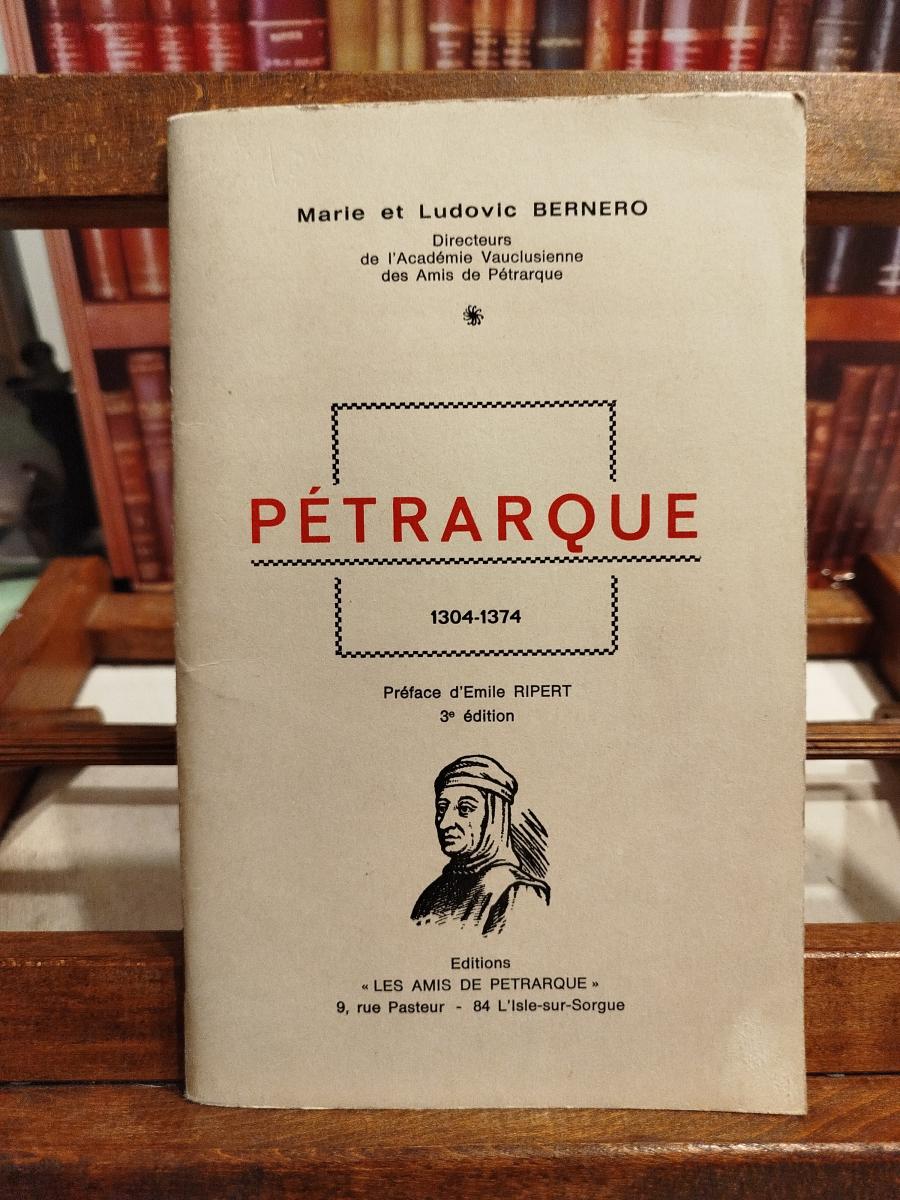 Marie et Ludovic BERNERO
Directeurs
de l'Académie Vauclusienne
des Amis de Pétrarque
PÉTRARQUE
1304-1374
Préface d'Emile RIPERT
3e édition
Editions
« LES AMIS DE PETRARQUE »
9, rue Pasteur - 84 L'Isle-sur-Sorgue